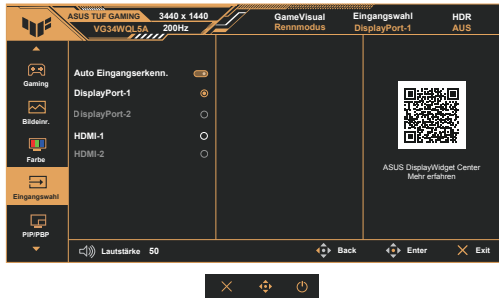 ASUS TUF GAMING 3440 x 1440
VG34WQL5A 200Hz
GameVisual
Rennmodus
Eingangswahl
DisplayPort-1
HDR
AUS
Gaming
Bildeinr.
Farbe
Eingangswahl
PIP/PBP
Auto Eingangserkenn.
DisplayPort-1
DisplayPort-2
HDMI-1
HDMI-2
ASUS DisplayWidget Center
Mehr erfahren
Lautstärke 50
Back
Enter
Exit